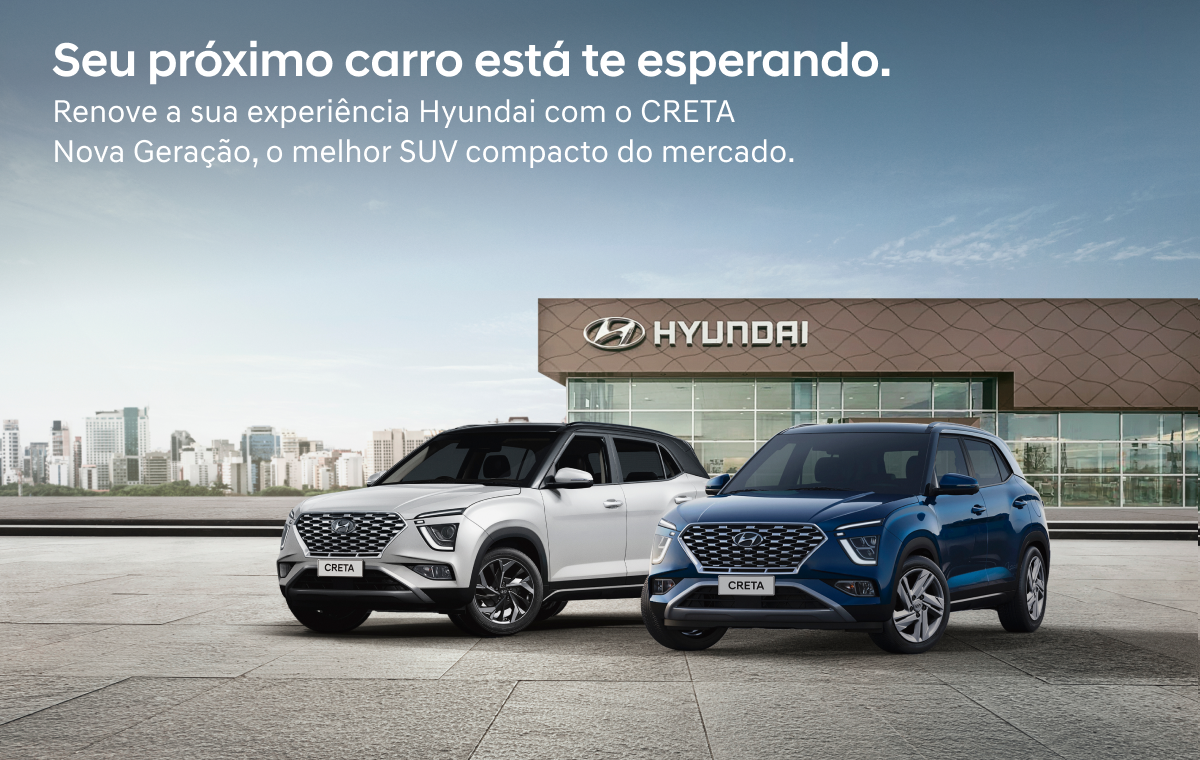 Seu próximo carro está te esperando.
Renove a sua experiência Hyundai com o CRETA
Nova Geração, o melhor SUV compacto do mercado.
HYUNDAI
CRETA
CRETA